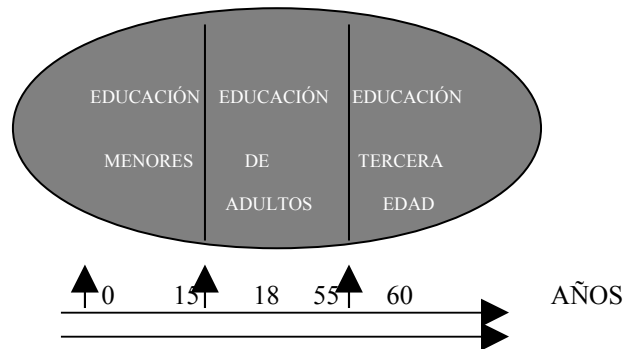 EDUCACIÓN EDUCACIÓN EDUCACIÓN
MENORES DE TERCERA
ADULTOS EDAD
0 15 18 55 60 AÑOS